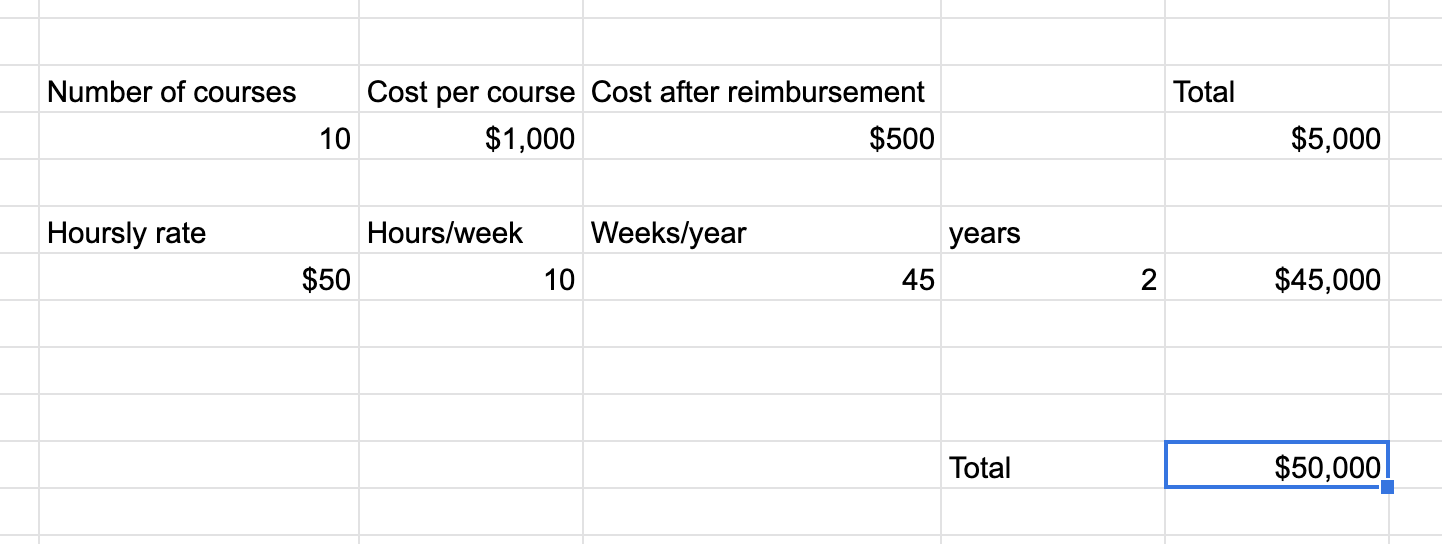 Number of courses Cost per course Cost after reimbursement Total
10 $1,000 $500 $5,000
Hoursly rate Hours/week Weeks/year years
$50 10 45 2 $45,000
Total $50,000